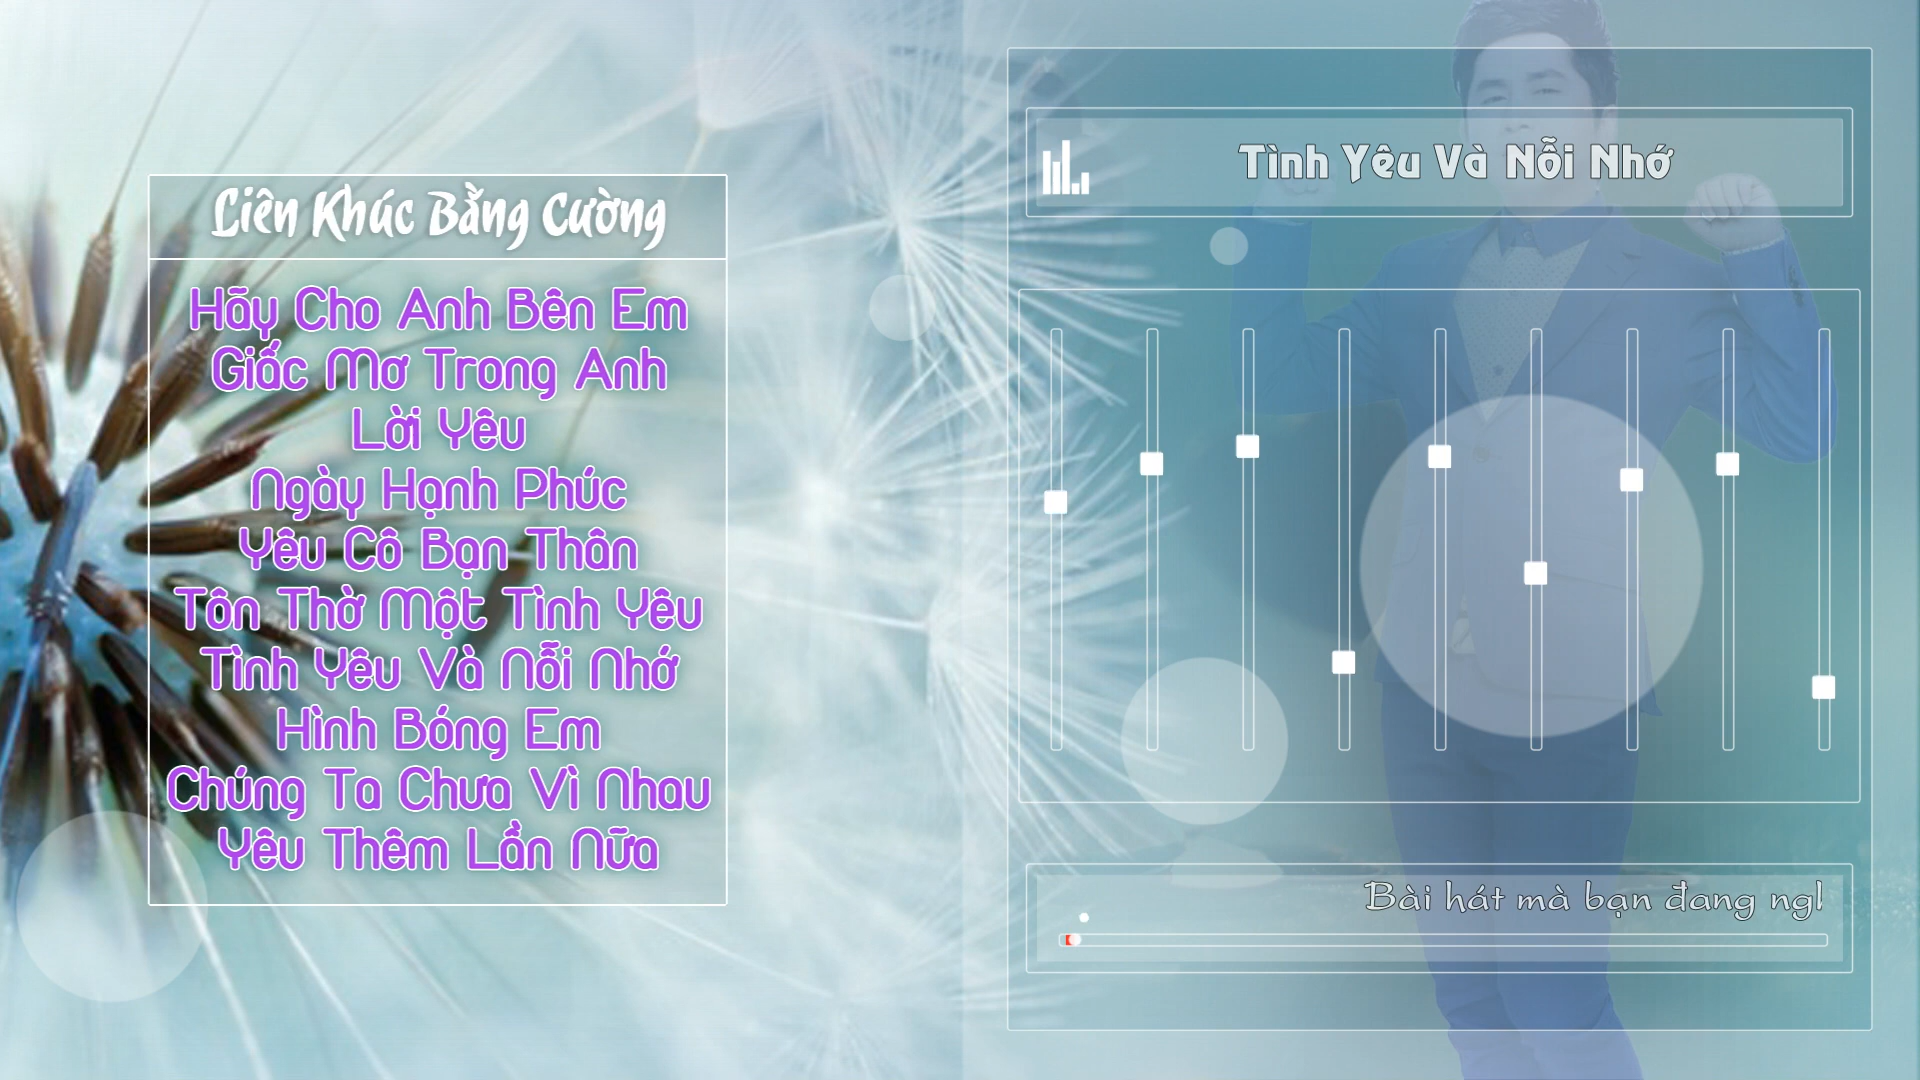 Liên Khúc Bằng Cường
Hãy Cho Anh Bên Em
Giấc Mơ Trong Anh
Lời Yêu
Ngày Hạnh Phúc
Yêu Cô Bạn Thân
Tôn Thờ Một Tình Yêu
Tình Yêu Và Nỗi Nhớ
Hình Bóng Em
Chúng Ta Chưa Vì Nhau
Yêu Thêm Lần Nữa
Tình Yêu Và Nỗi Nhớ
Bài hát mà bạn đang ngl